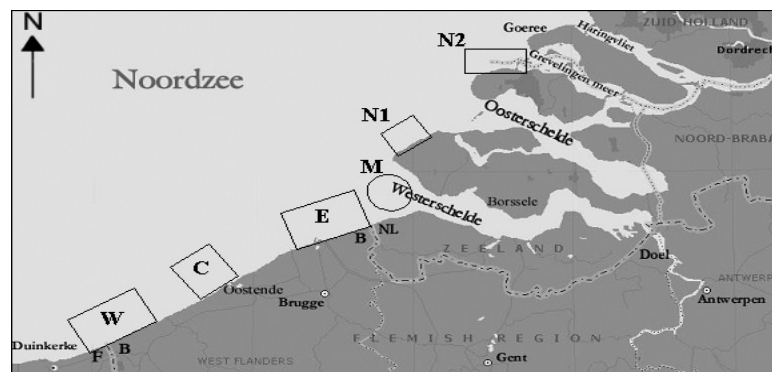 N
ZUID-HOLLAND
Goeree
Haringvliet
N2
Dordrech
Noordzee
Grevelingen meer
Oosterschelde
N1
NOORD-BRABA
M
Westerschelde
Borssele
E
B
NL
ZEELAND
Doel
C
ANTWERP
Oostende
Brugge
Antwerpen
W
FLEMISH REGION
Duinkerke
F
B
WEST FLANDERS
Gent